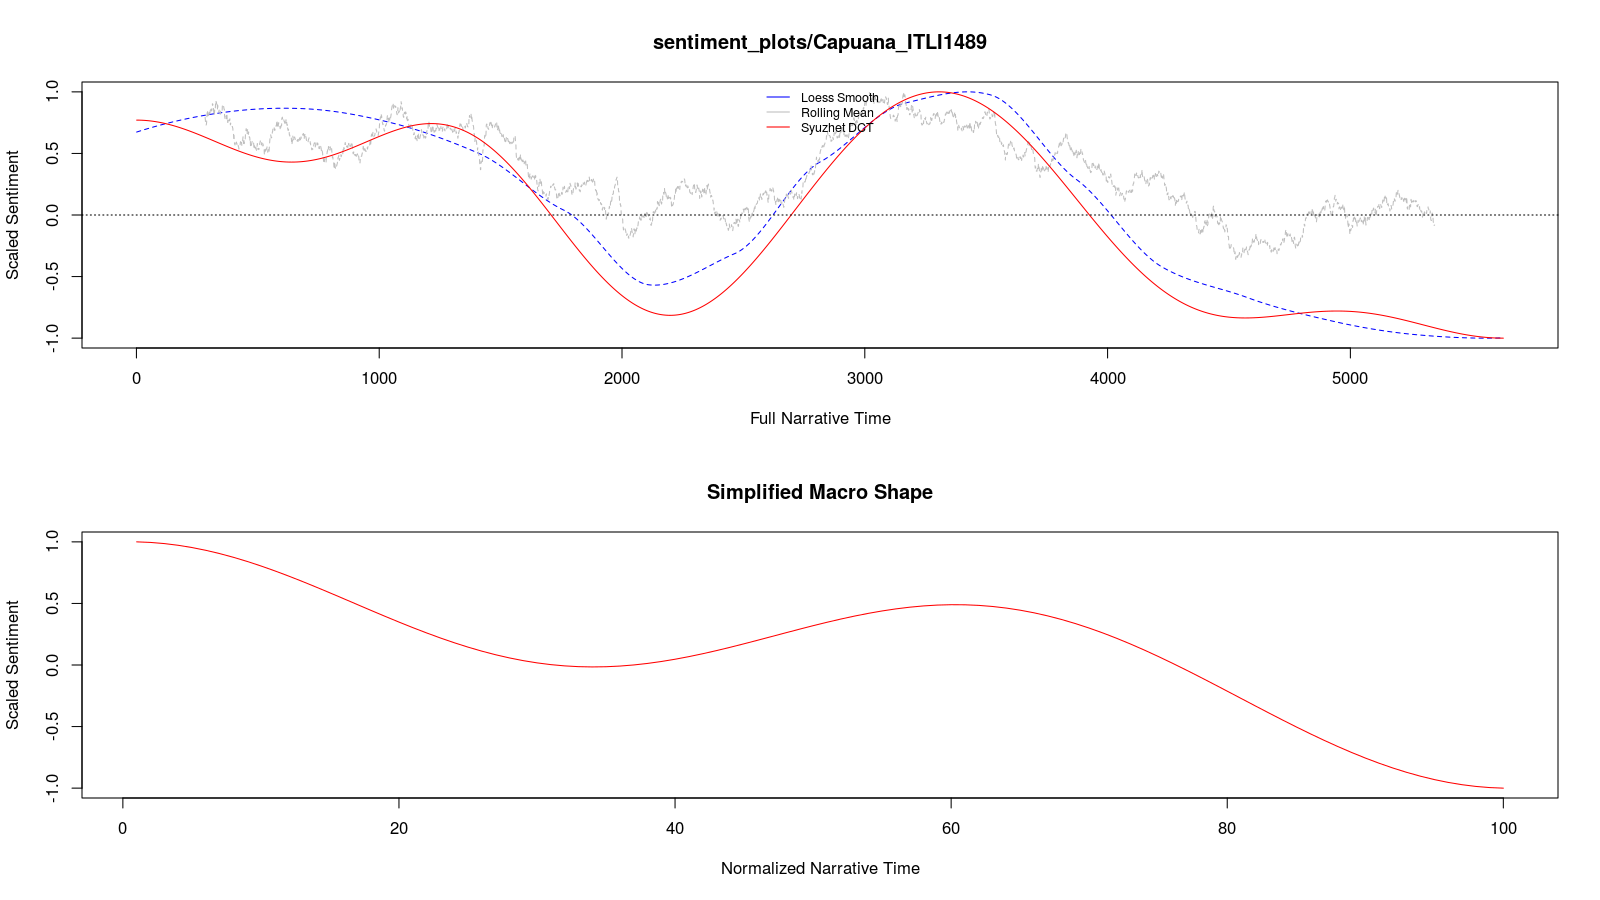 sentiment_plots/Capuana_ITLI1489
Loess Smooth
Rolling Mean
Syuzhet DCT
Scaled Sentiment
1.0
0.5
0.0
-0.5
-1.0
0 1000 2000 3000 4000 5000
Full Narrative Time
Simplified Macro Shape
Scaled Sentiment
1.0
0.5
0.0
-0.5
-1.0
0 20 40 60 80 100
Normalized Narrative Time